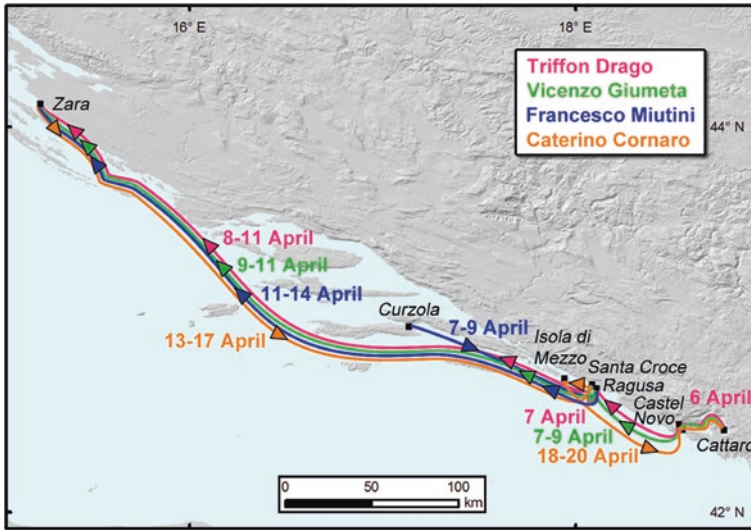 16° E
18° E
Triffon Drago
Vicenzo Giumeta
Francesco Miutini
Caterino Cornaro
Zara
44° N
8-11 April
9-11 April
11-14 April
Curzola
13-17 April
7-9 April
Isola di
Mezzo
Santa Croce
Ragusa
7 April
Castel
Novo
6 April
7-9 April
Cattaro
18-20 April
0 50 100
km
42° N